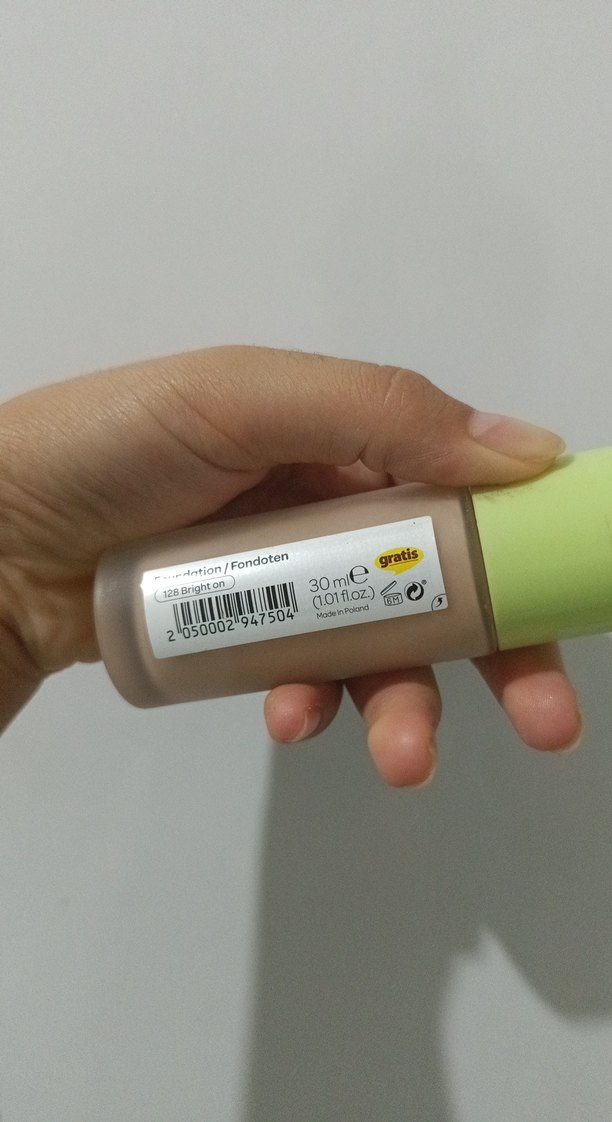 Foundation / Fondoten
128 Bright on
2 050002 947504
30 ml e
(1.01 fl.oz.)
Made in Poland
gratis
6M